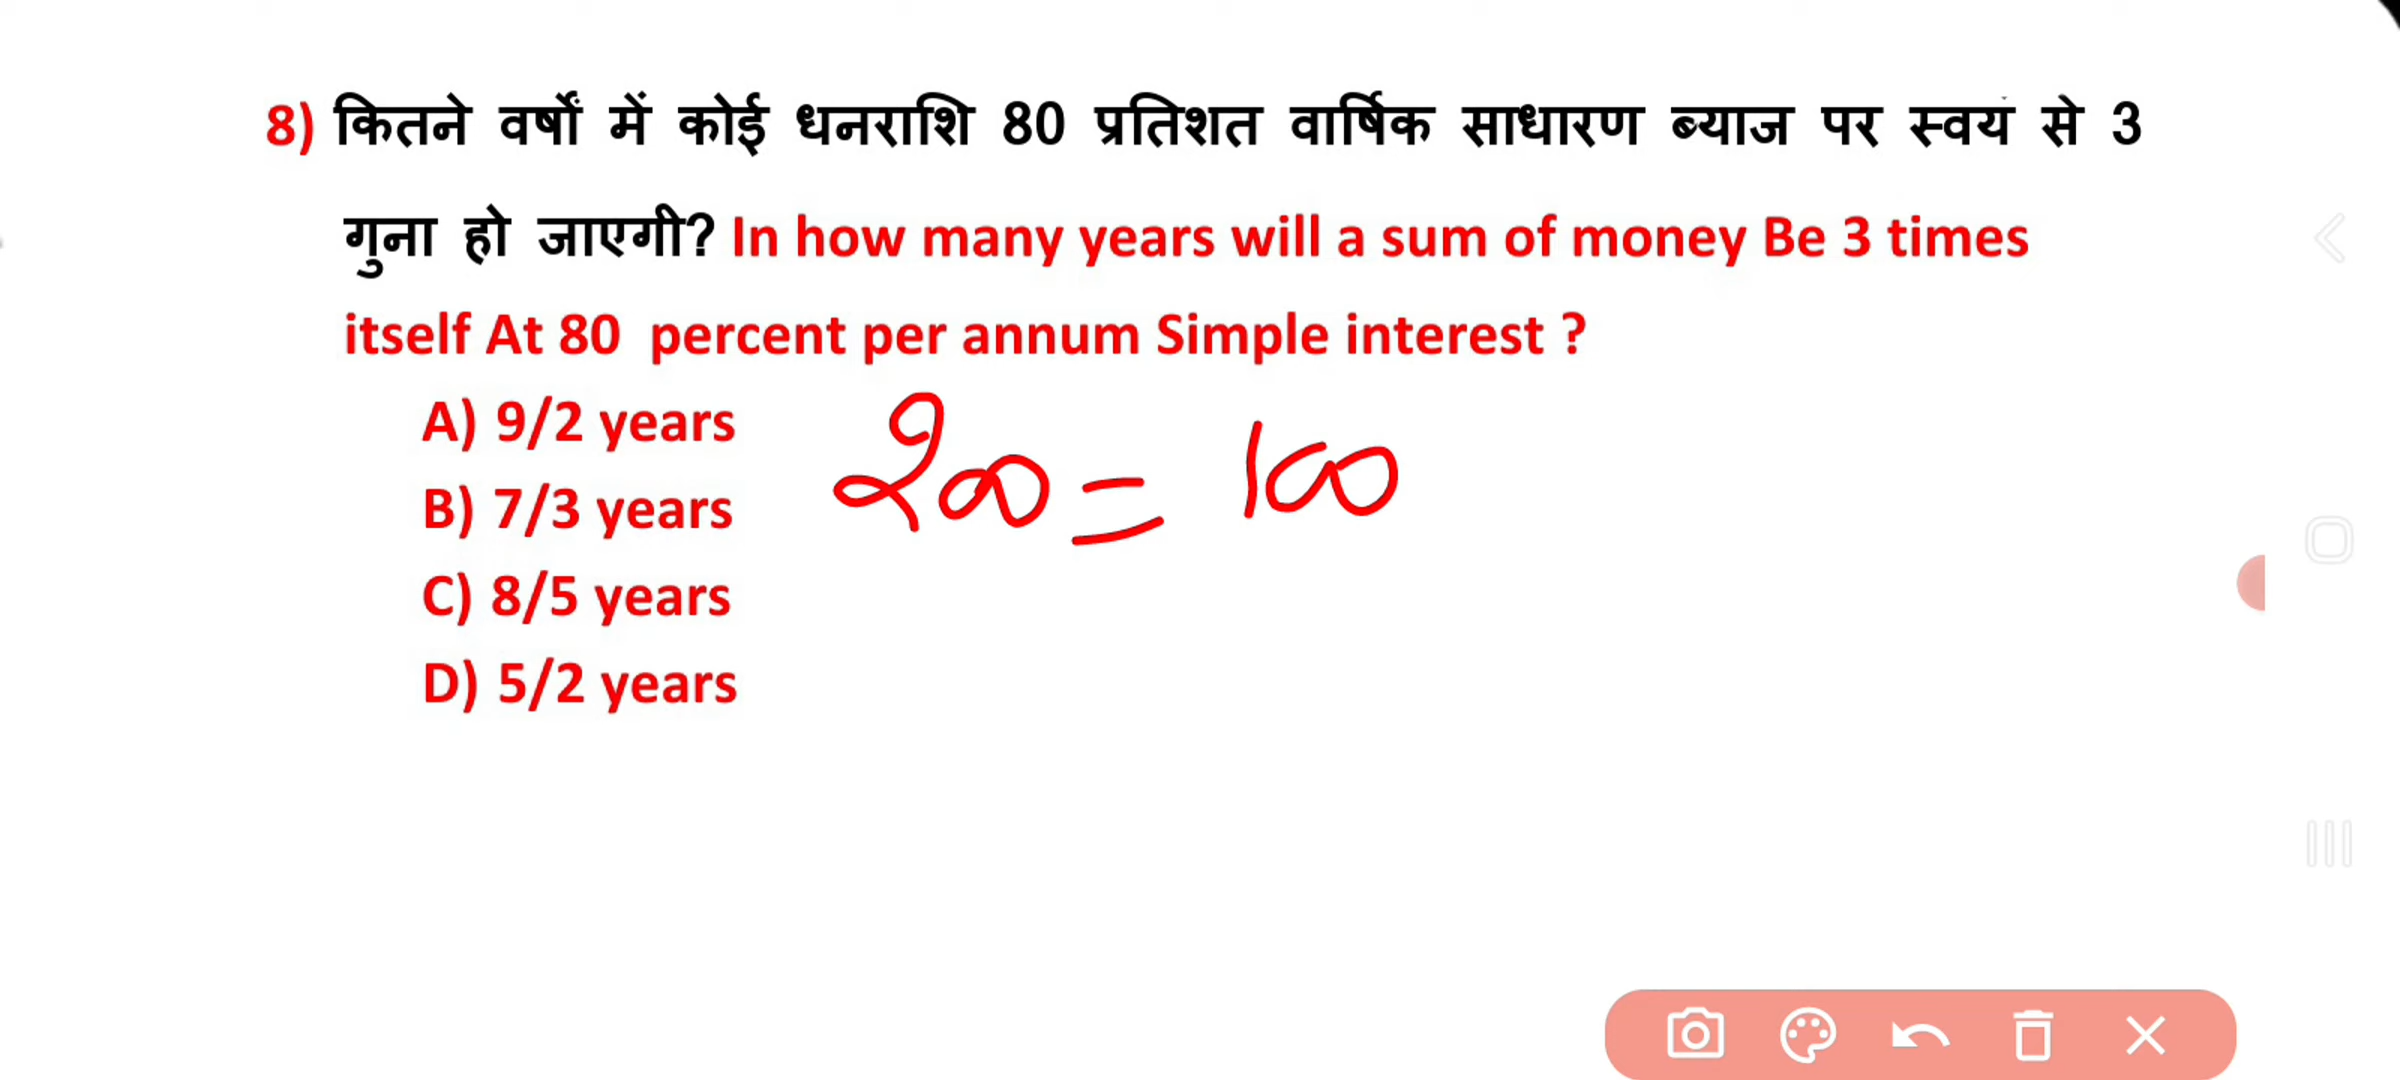 8) कितने वर्षों में कोई धनराशि 80 प्रतिशत वार्षिक साधारण ब्याज पर स्वयं से 3
गुना हो जाएगी? In how many years will a sum of money Be 3 times
itself At 80 percent per annum Simple interest ?
A) 9/2 years
200 = 100
B) 7/3 years
C) 8/5 years
D) 5/2 years